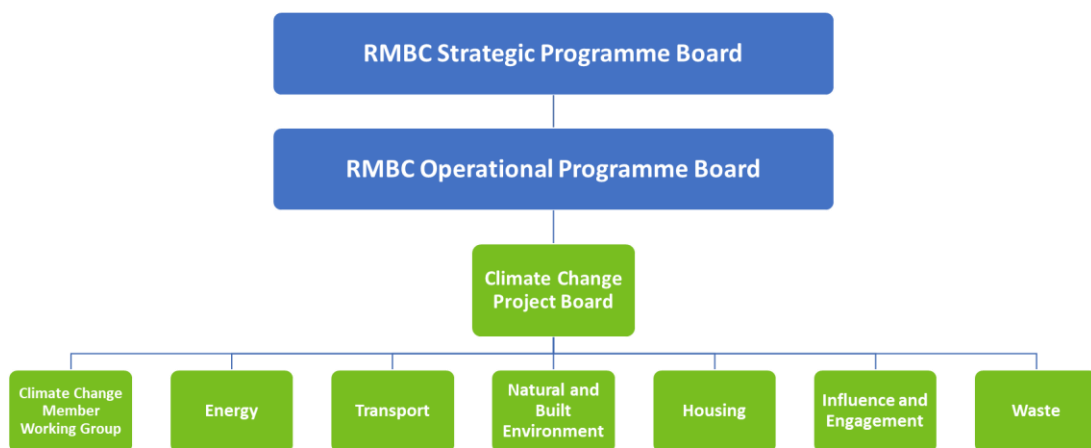 RMBC Strategic Programme Board
RMBC Operational Programme Board
Climate Change
Project Board
Climate Change
Member
Working Group
Energy
Transport
Natural and
Built
Environment
Housing
Influence and
Engagement
Waste